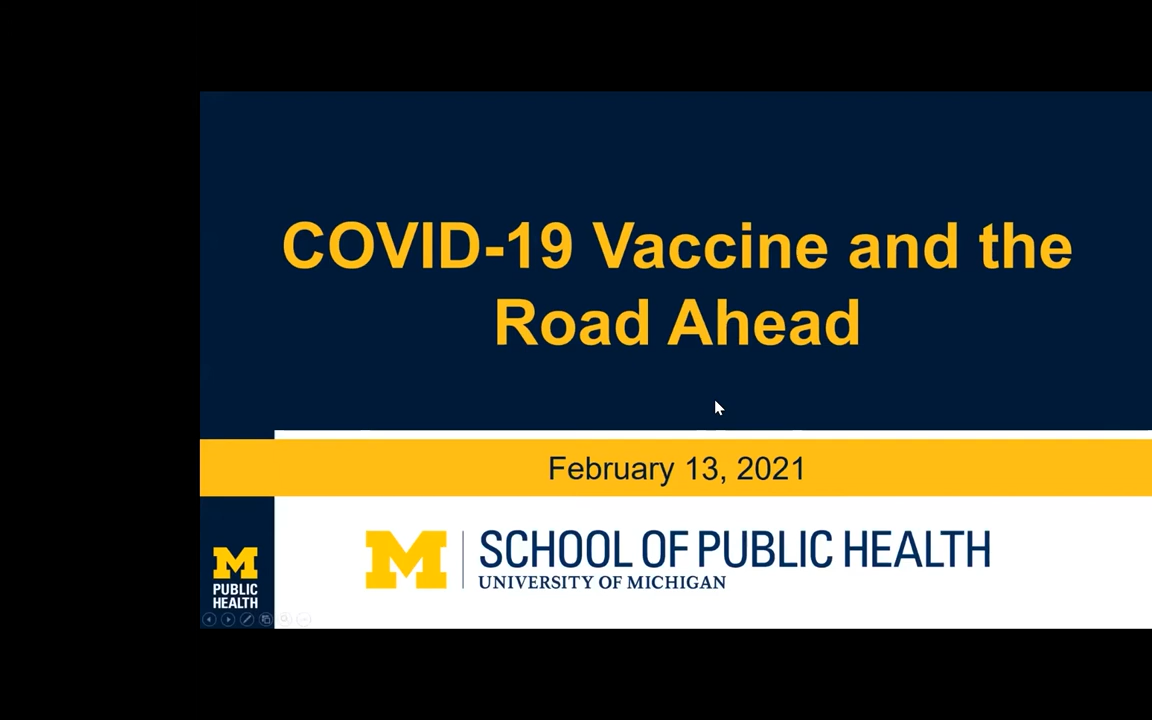 COVID-19 Vaccine and the
Road Ahead
February 13, 2021
M
PUBLIC
HEALTH
M
SCHOOL OF PUBLIC HEALTH
UNIVERSITY OF MICHIGAN